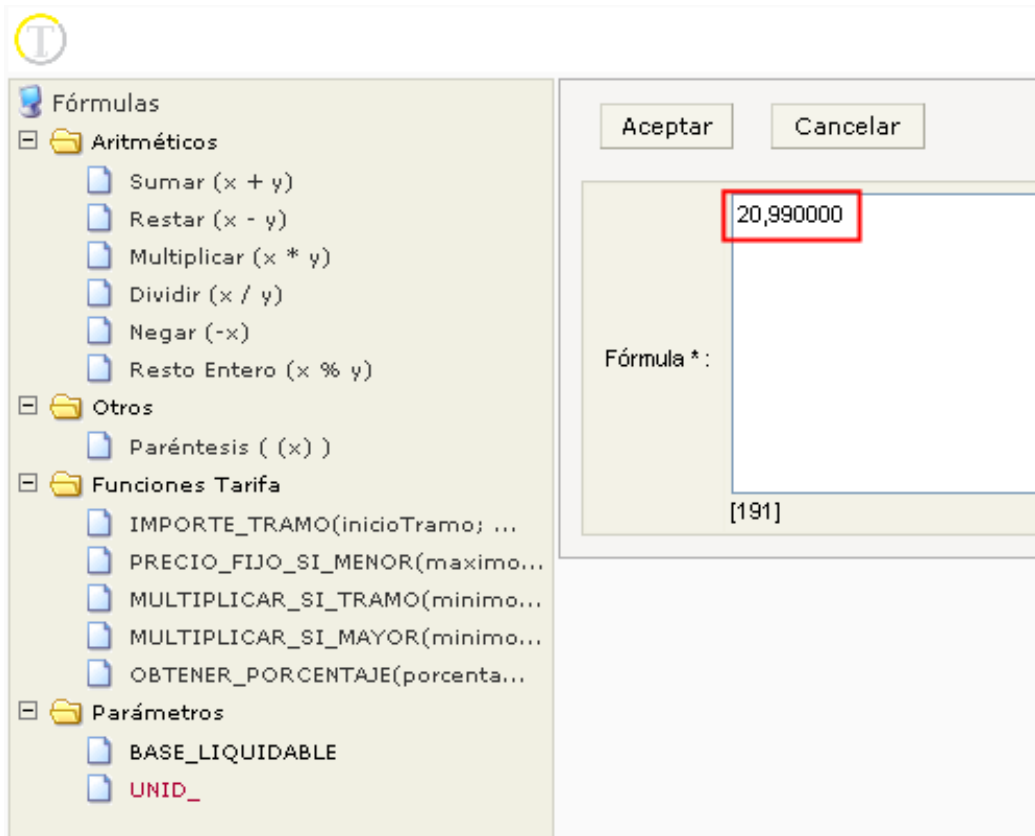 T
Fórmulas
Aritméticos
Sumar (x + y)
Restar (x - y)
Multiplicar (x * y)
Dividir (x / y)
Negar (-x)
Resto Entero (x % y)
Otros
Paréntesis ( (x) )
Funciones Tarifa
IMPORTE_TRAMO(inicioTramo; ...
PRECIO_FIJO_SI_MENOR(maximo...
MULTIPLICAR_SI_TRAMO(minimo...
MULTIPLICAR_SI_MAYOR(minimo...
OBTENER_PORCENTAJE(porcenta...
Parámetros
BASE_LIQUIDABLE
UNID_
Aceptar Cancelar
20,990000
Fórmula * :
[191]